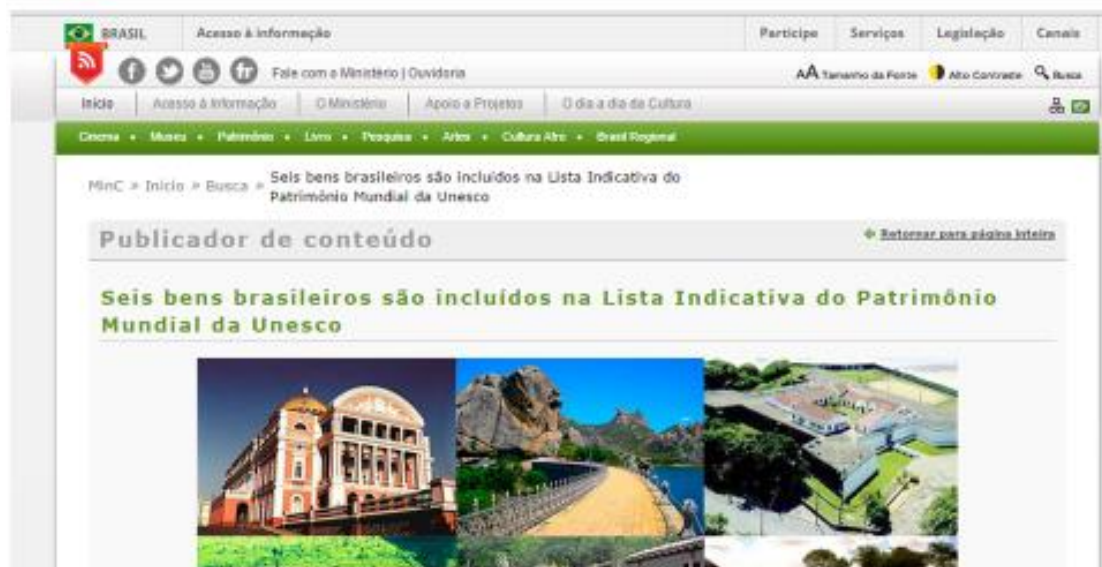 BRASIL Acesso à informação Participe Serviços Legislação Canais
Fale com o Ministério | Ouvidoria AA Tamanho da Fonte Alto Contraste Busca
Início Acesso à Informação O Ministério Apoio a Projetos O dia a dia da Cultura
Cinema • Museu • Patrimônio • Livro • Pesquisa • Artes • Cultura Afro • Brasil Regional
MinC » Início » Busca » Seis bens brasileiros são incluídos na Lista Indicativa do
Patrimônio Mundial da Unesco
Publicador de conteúdo Retornar para página inteira
Seis bens brasileiros são incluídos na Lista Indicativa do Patrimônio
Mundial da Unesco